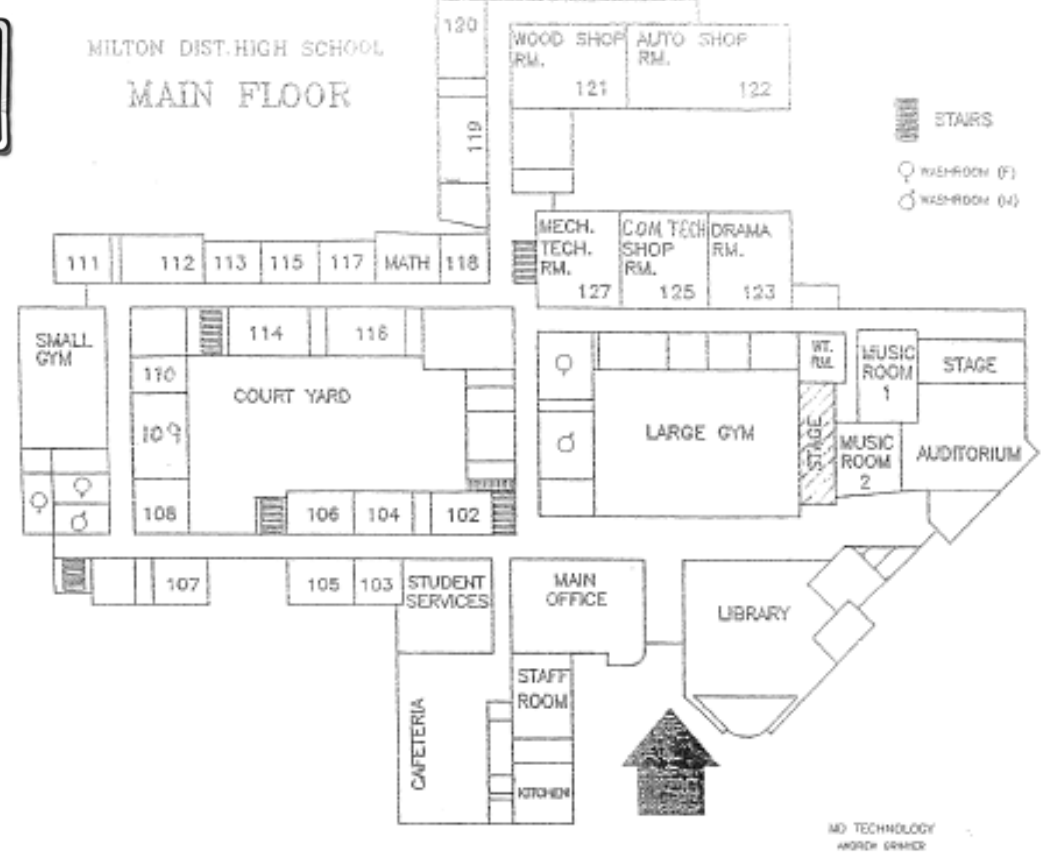 MILTON DIST. HIGH SCHOOL
MAIN FLOOR
120
WOOD SHOP
RM.
121
AUTO SHOP
RM.
122
119
STAIRS
WASHROOM (F)
WASHROOM (M)
111
112
113
115
117
MATH
118
MECH.
TECH.
RM.
127
COM TECH
SHOP
RM.
125
DRAMA
RM.
123
SMALL
GYM
114
116
110
109
108
COURT YARD
106
104
102
LARGE GYM
WT.
RM.
STAGE
MUSIC
ROOM
1
MUSIC
ROOM
2
STAGE
AUDITORIUM
107
105
103
STUDENT
SERVICES
MAIN
OFFICE
LIBRARY
CAFETERIA
STAFF
ROOM
KITCHEN
TECHNOLOGY
ANDREW